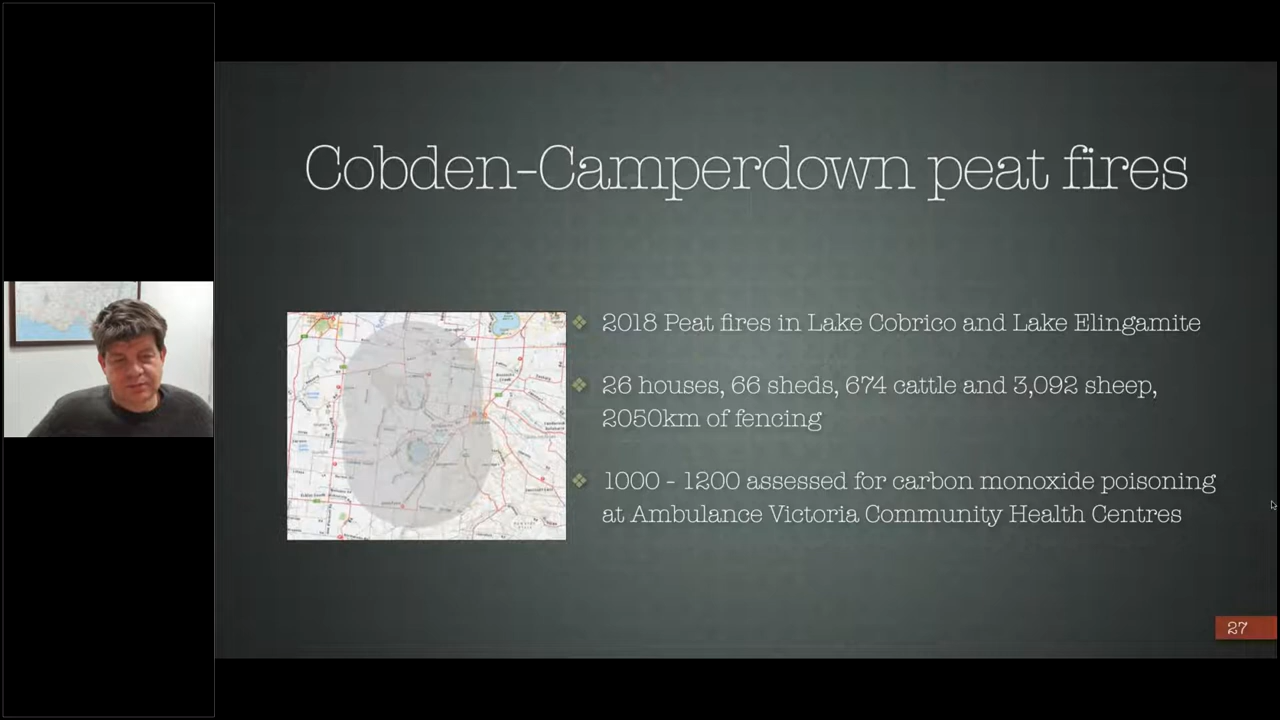 Cobden-Camperdown peat fires
2018 Peat fires in Lake Cobrico and Lake Elingamite
26 houses, 66 sheds, 674 cattle and 3,092 sheep,
2050km of fencing
1000 - 1200 assessed for carbon monoxide poisoning
at Ambulance Victoria Community Health Centres
27